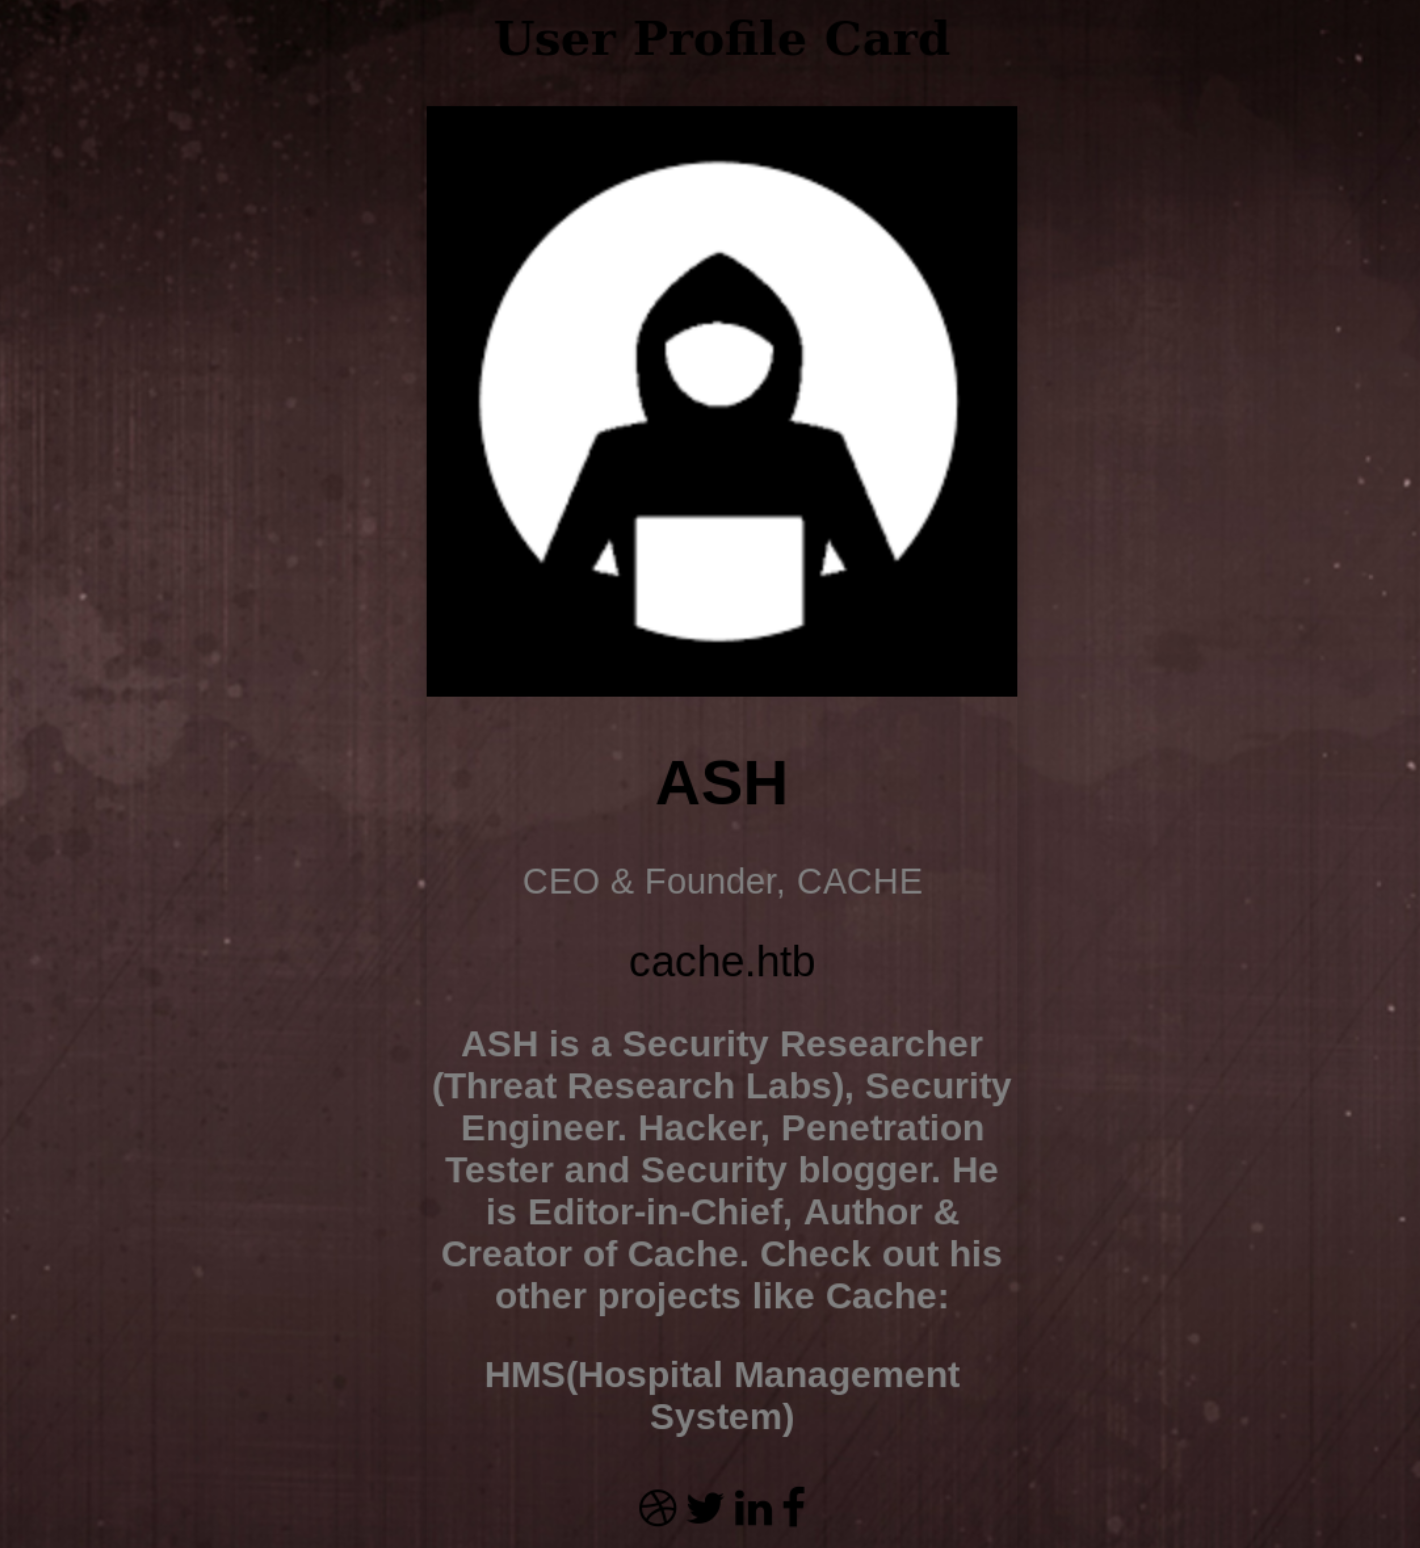 User Profile Card
ASH
CEO & Founder, CACHE
cache.htb
ASH is a Security Researcher
(Threat Research Labs), Security
Engineer. Hacker, Penetration
Tester and Security blogger. He
is Editor-in-Chief, Author &
Creator of Cache. Check out his
other projects like Cache:
HMS(Hospital Management
System)